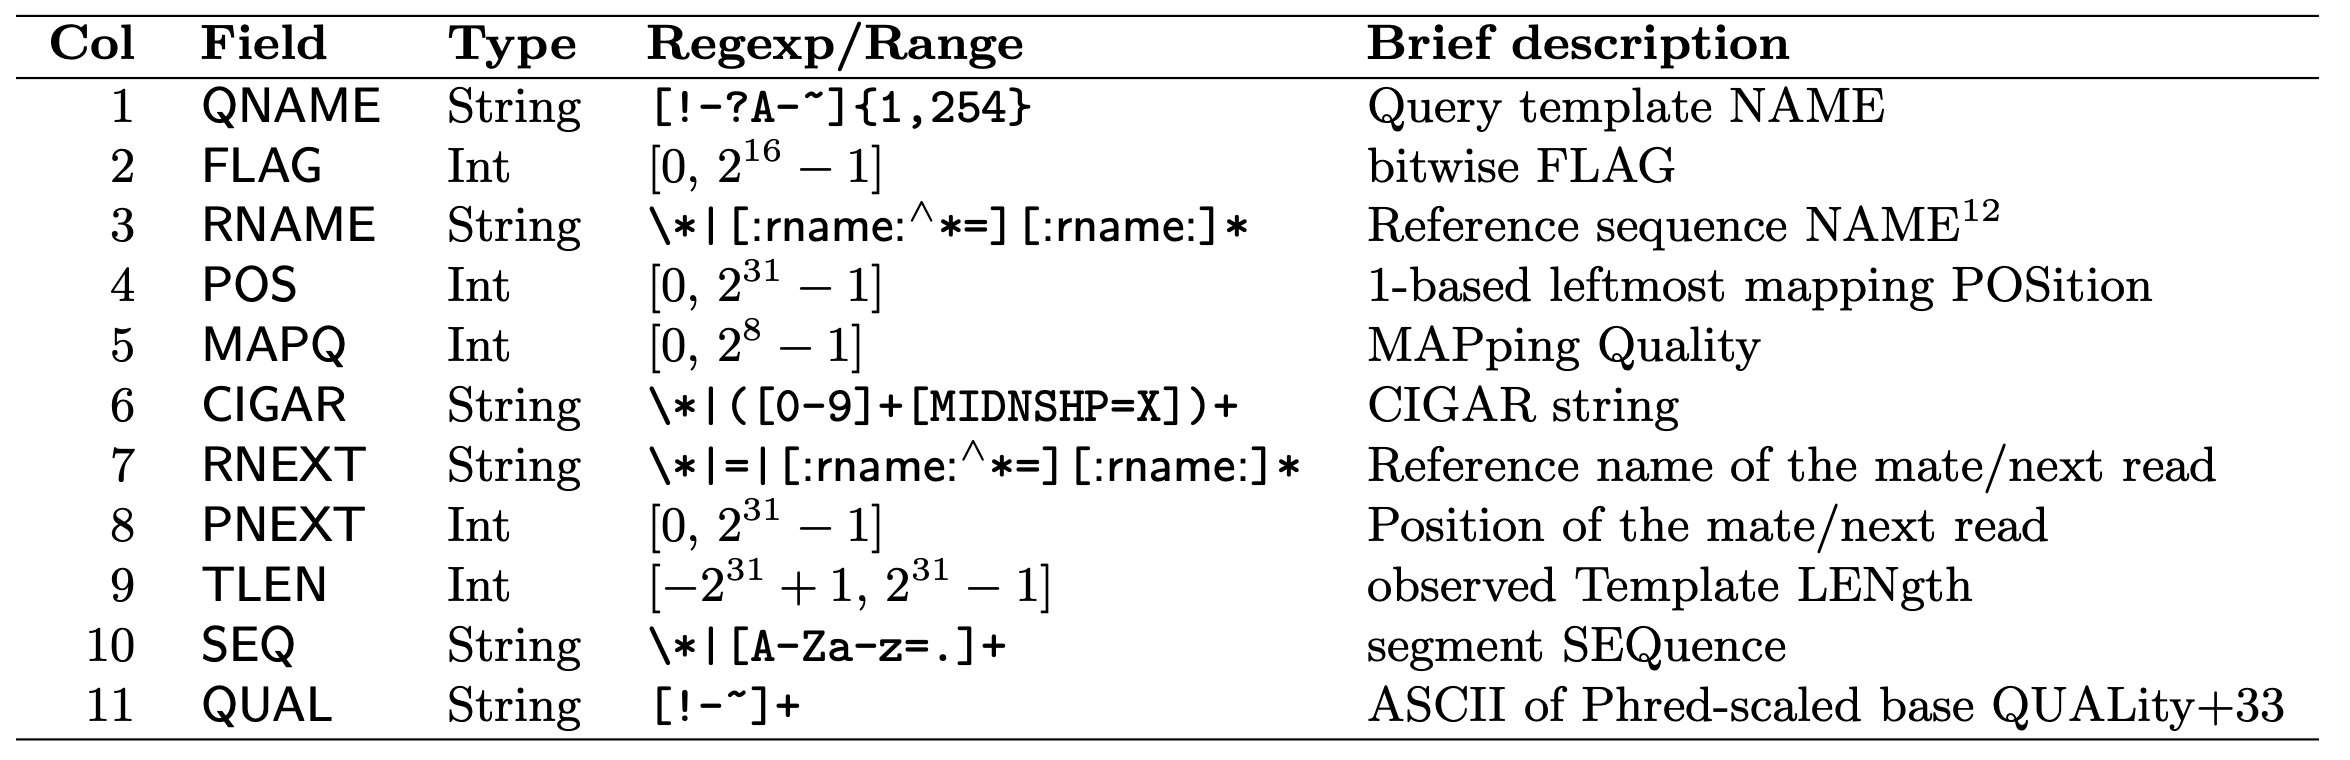 Col Field Type Regexp/Range Brief description
1 QNAME String [!-?A-~]{1,254} Query template NAME
2 FLAG Int [0, 2^16 − 1] bitwise FLAG
3 RNAME String \*|[:rname:^*=][:rname:]* Reference sequence NAME^12
4 POS Int [0, 2^31 − 1] 1-based leftmost mapping POSition
5 MAPQ Int [0, 2^8 − 1] MAPping Quality
6 CIGAR String \*|([0-9]+[MIDNSHP=X])+ CIGAR string
7 RNEXT String \*|=|[:rname:^*=][:rname:]* Reference name of the mate/next read
8 PNEXT Int [0, 2^31 − 1] Position of the mate/next read
9 TLEN Int [−2^31 + 1, 2^31 − 1] observed Template LENgth
10 SEQ String \*|[A-Za-z=.]+ segment SEQuence
11 QUAL String [!-~]+ ASCII of Phred-scaled base QUALity+33